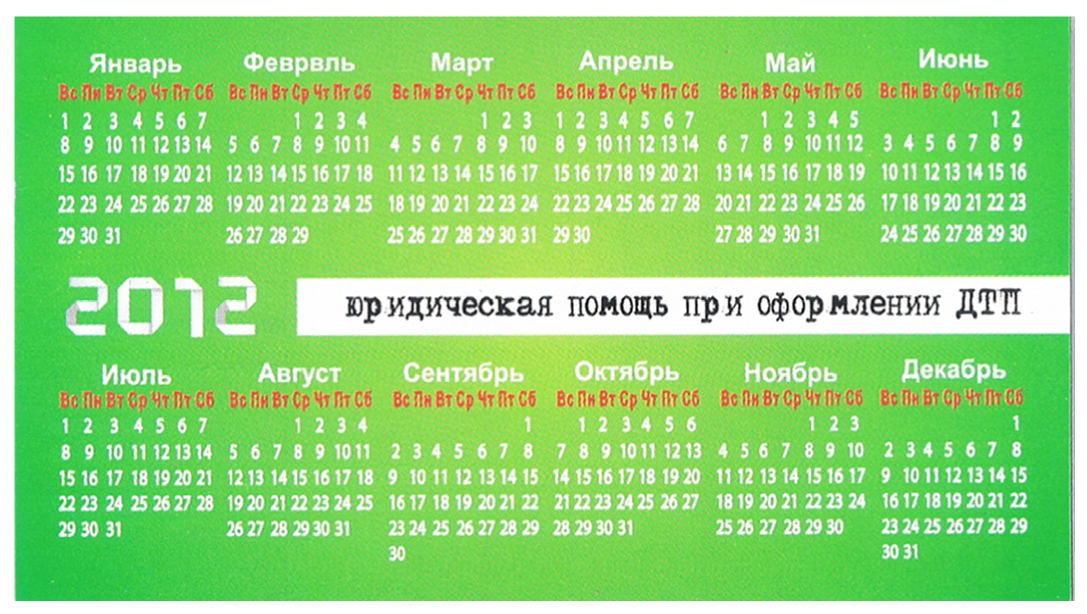 Январь Феврвль Март Апрель Май Июнь
Вс Пн Вт Ср Чт Пт Сб Вс Пн Вт Ср Чт Пт Сб Вс Пн Вт Ср Чт Пт Сб Вс Пн Вт Ср Чт Пт Сб Вс Пн Вт Ср Чт Пт Сб Вс Пн Вт Ср Чт Пт Сб
1 2 3 4 5 6 7 1 2 3 4 1 2 3 1 2 3 4 5 6 7 1 2 3 4 5 1 2
8 9 10 11 12 13 14 5 6 7 8 9 10 11 4 5 6 7 8 9 10 8 9 10 11 12 13 14 6 7 8 9 10 11 12 3 4 5 6 7 8 9
15 16 17 18 19 20 21 12 13 14 15 16 17 18 11 12 13 14 15 16 17 15 16 17 18 19 20 21 13 14 15 16 17 18 19 10 11 12 13 14 15 16
22 23 24 25 26 27 28 19 20 21 22 23 24 25 18 19 20 21 22 23 24 22 23 24 25 26 27 28 20 21 22 23 24 25 26 17 18 19 20 21 22 23
29 30 31 26 27 28 29 25 26 27 28 29 30 31 29 30 27 28 29 30 31 24 25 26 27 28 29 30
2012 юридическая помощь при оформлении ДТП
Июль Август Сентябрь Октябрь Ноябрь Декабрь
Вс Пн Вт Ср Чт Пт Сб Вс Пн Вт Ср Чт Пт Сб Вс Пн Вт Ср Чт Пт Сб Вс Пн Вт Ср Чт Пт Сб Вс Пн Вт Ср Чт Пт Сб Вс Пн Вт Ср Чт Пт Сб
1 2 3 4 5 6 7 1 2 3 4 1 1 2 3 4 5 6 1 2 3 1
8 9 10 11 12 13 14 5 6 7 8 9 10 11 2 3 4 5 6 7 8 7 8 9 10 11 12 13 4 5 6 7 8 9 10 2 3 4 5 6 7 8
15 16 17 18 19 20 21 12 13 14 15 16 17 18 9 10 11 12 13 14 15 14 15 16 17 18 19 20 11 12 13 14 15 16 17 9 10 11 12 13 14 15
22 23 24 25 26 27 28 19 20 21 22 23 24 25 16 17 18 19 20 21 22 21 22 23 24 25 26 27 18 19 20 21 22 23 24 16 17 18 19 20 21 22
29 30 31 26 27 28 29 30 31 23 24 25 26 27 28 29 28 29 30 31 25 26 27 28 29 30 23 24 25 26 27 28 29
30 30 31